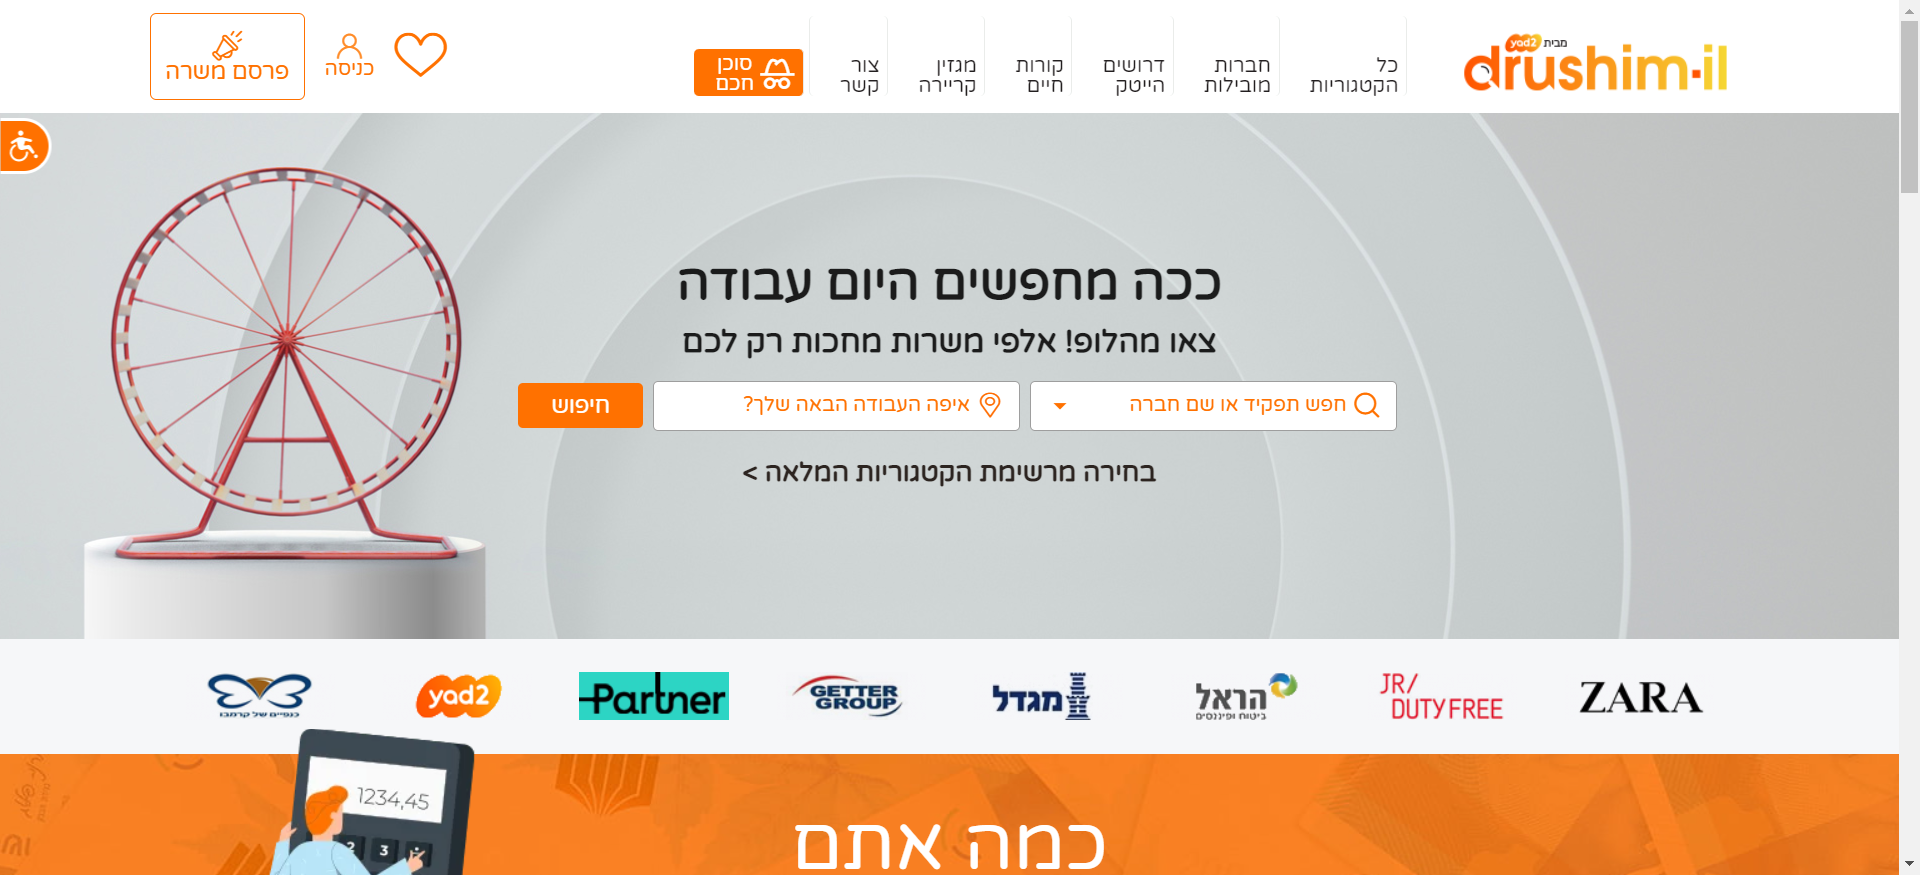 מבית yad2
drushim.il
כל הקטגוריות
חברות מובילות
דרושים הייטק
קורות חיים
מגזין קריירה
צור קשר
סוכן חכם
כניסה
פרסם משרה
ככה מחפשים היום עבודה
צאו מהלופ! אלפי משרות מחכות רק לכם
חפש תפקיד או שם חברה
איפה העבודה הבאה שלך?
חיפוש
בחירה מרשימת הקטגוריות המלאה >
ZARA
JR/
DUTY FREE
הראל
ביטוח ופיננסים
מגדל
GETTER
GROUP
Partner
yad2
כנפיים של קרמבו
1234,45
2 3
כמה אתם